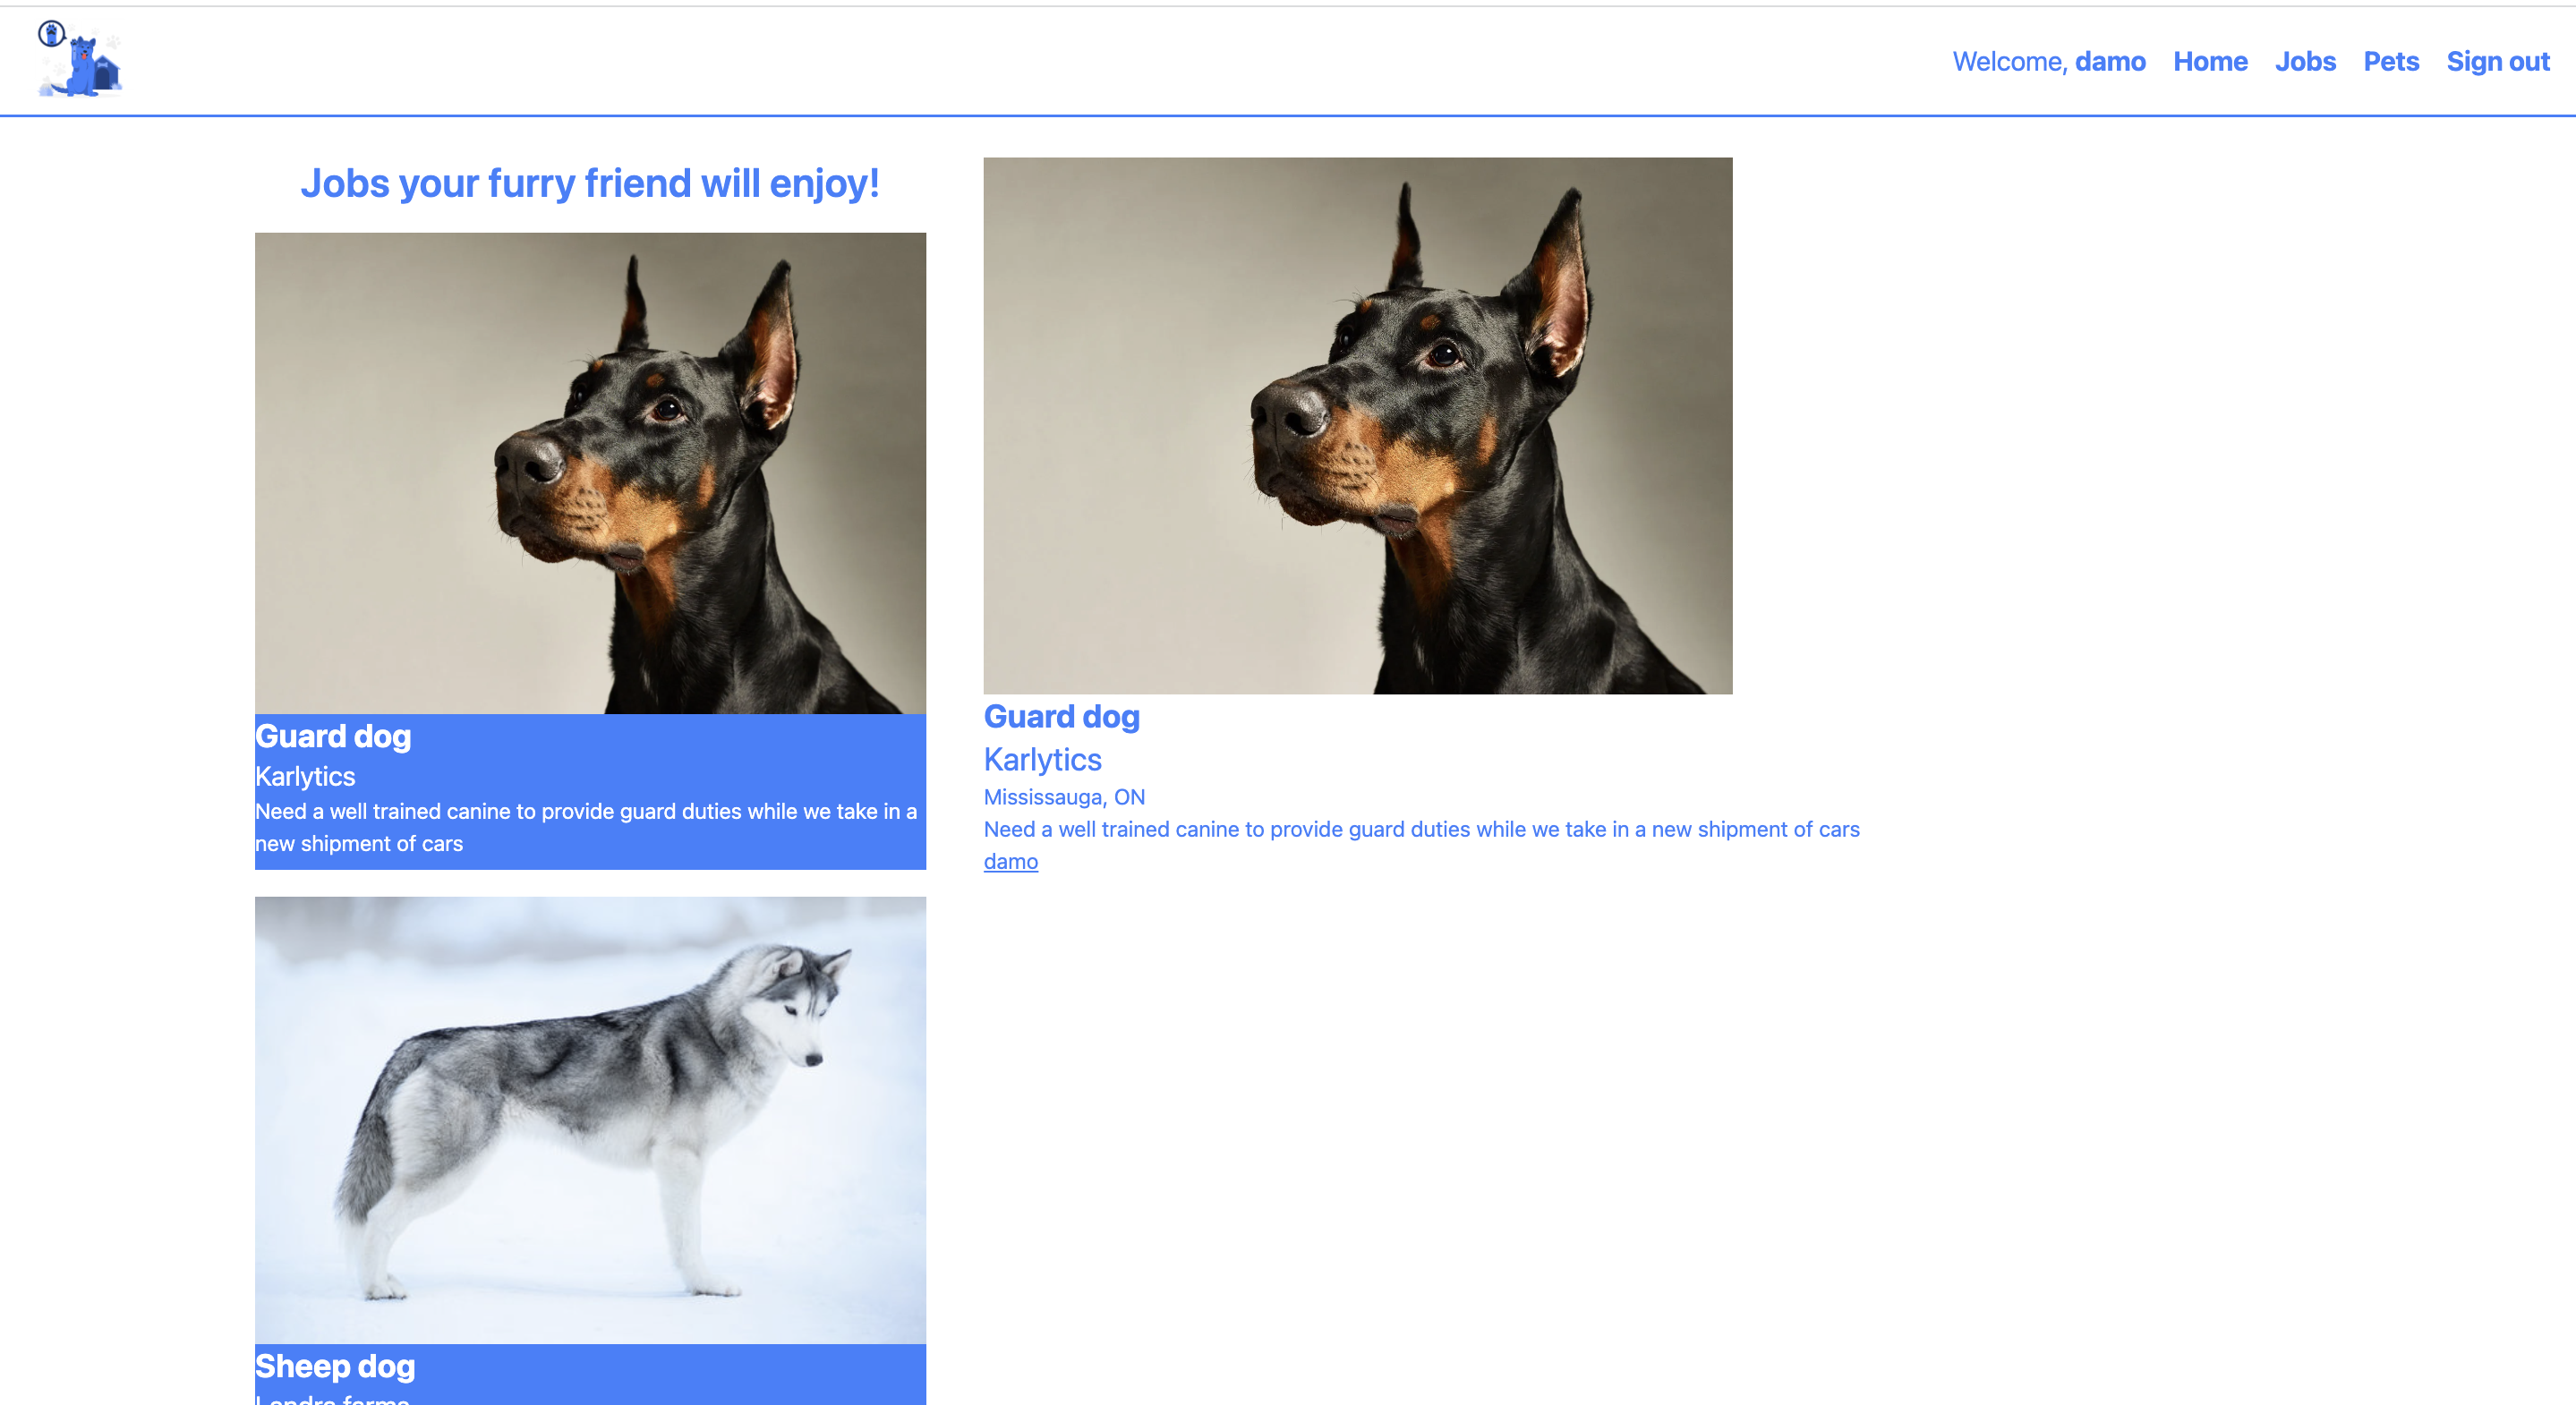 Welcome, damo Home Jobs Pets Sign out
Jobs your furry friend will enjoy!
Guard dog
Karlytics
Need a well trained canine to provide guard duties while we take in a
new shipment of cars
Sheep dog
Guard dog
Karlytics
Mississauga, ON
Need a well trained canine to provide guard duties while we take in a new shipment of cars
damo